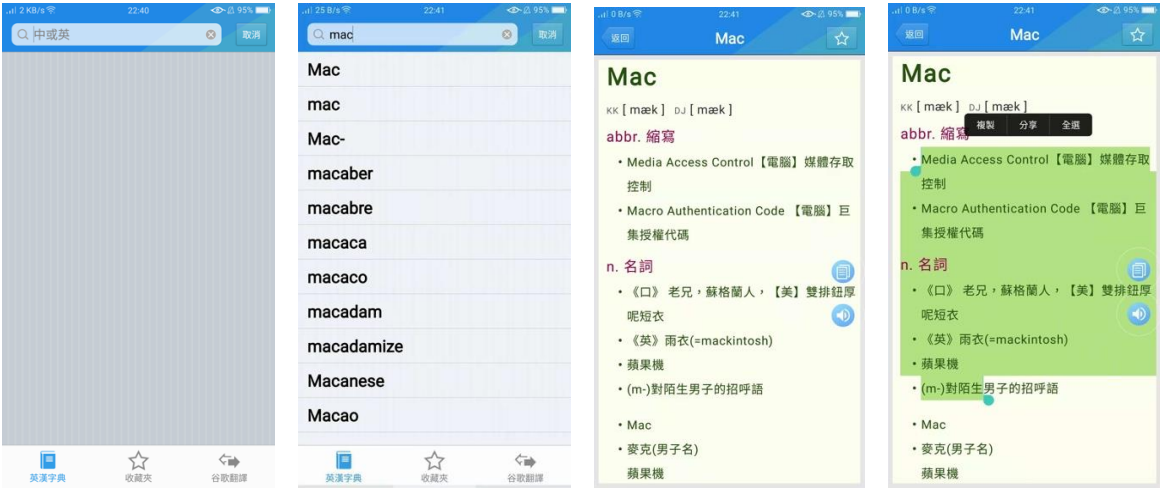 2 KB/s 22:40 95%
中或英 取消
英漢字典 收藏夾 谷歌翻譯
25 B/s 22:41 95%
mac 取消
Mac
mac
Mac-
macaber
macabre
macaca
macaco
macadam
macadamize
Macanese
Macao
英漢字典 收藏夾 谷歌翻譯
0 B/s 22:41 95%
返回 Mac
Mac
KK [ mæk ] DJ [ mæk ]
abbr. 縮寫
• Media Access Control【電腦】媒體存取
控制
• Macro Authentication Code 【電腦】巨
集授權代碼
n. 名詞
• 《口》 老兄，蘇格蘭人，【美】雙排鈕厚
呢短衣
• 《英》雨衣(=mackintosh)
• 蘋果機
• (m-)對陌生男子的招呼語
• Mac
• 麥克(男子名)
蘋果機
0 B/s 22:41 95%
返回 Mac
Mac
KK [ mæk ] DJ [ mæk ]
複製 分享 全選
abbr. 縮寫
• Media Access Control【電腦】媒體存取
控制
• Macro Authentication Code 【電腦】巨
集授權代碼
n. 名詞
• 《口》 老兄，蘇格蘭人，【美】雙排鈕厚
呢短衣
• 《英》雨衣(=mackintosh)
• 蘋果機
• (m-)對陌生男子的招呼語
• Mac
• 麥克(男子名)
蘋果機